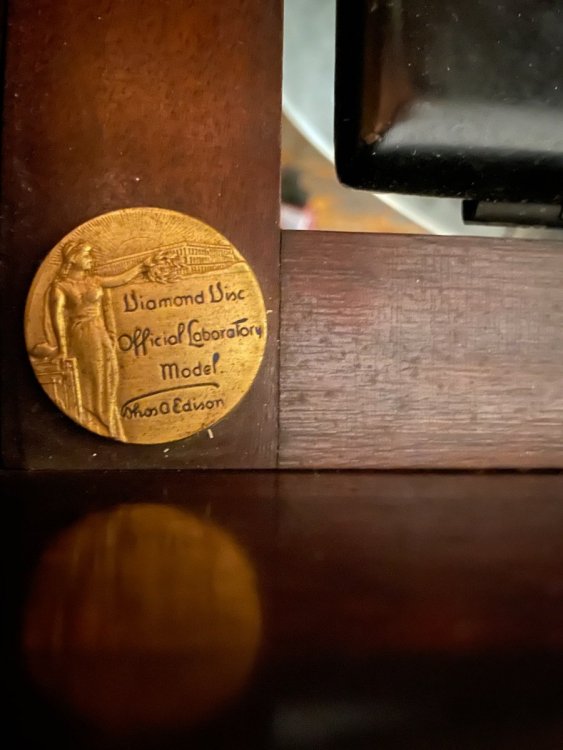 Diamond Disc
Official Laboratory
Model.
Thos A Edison